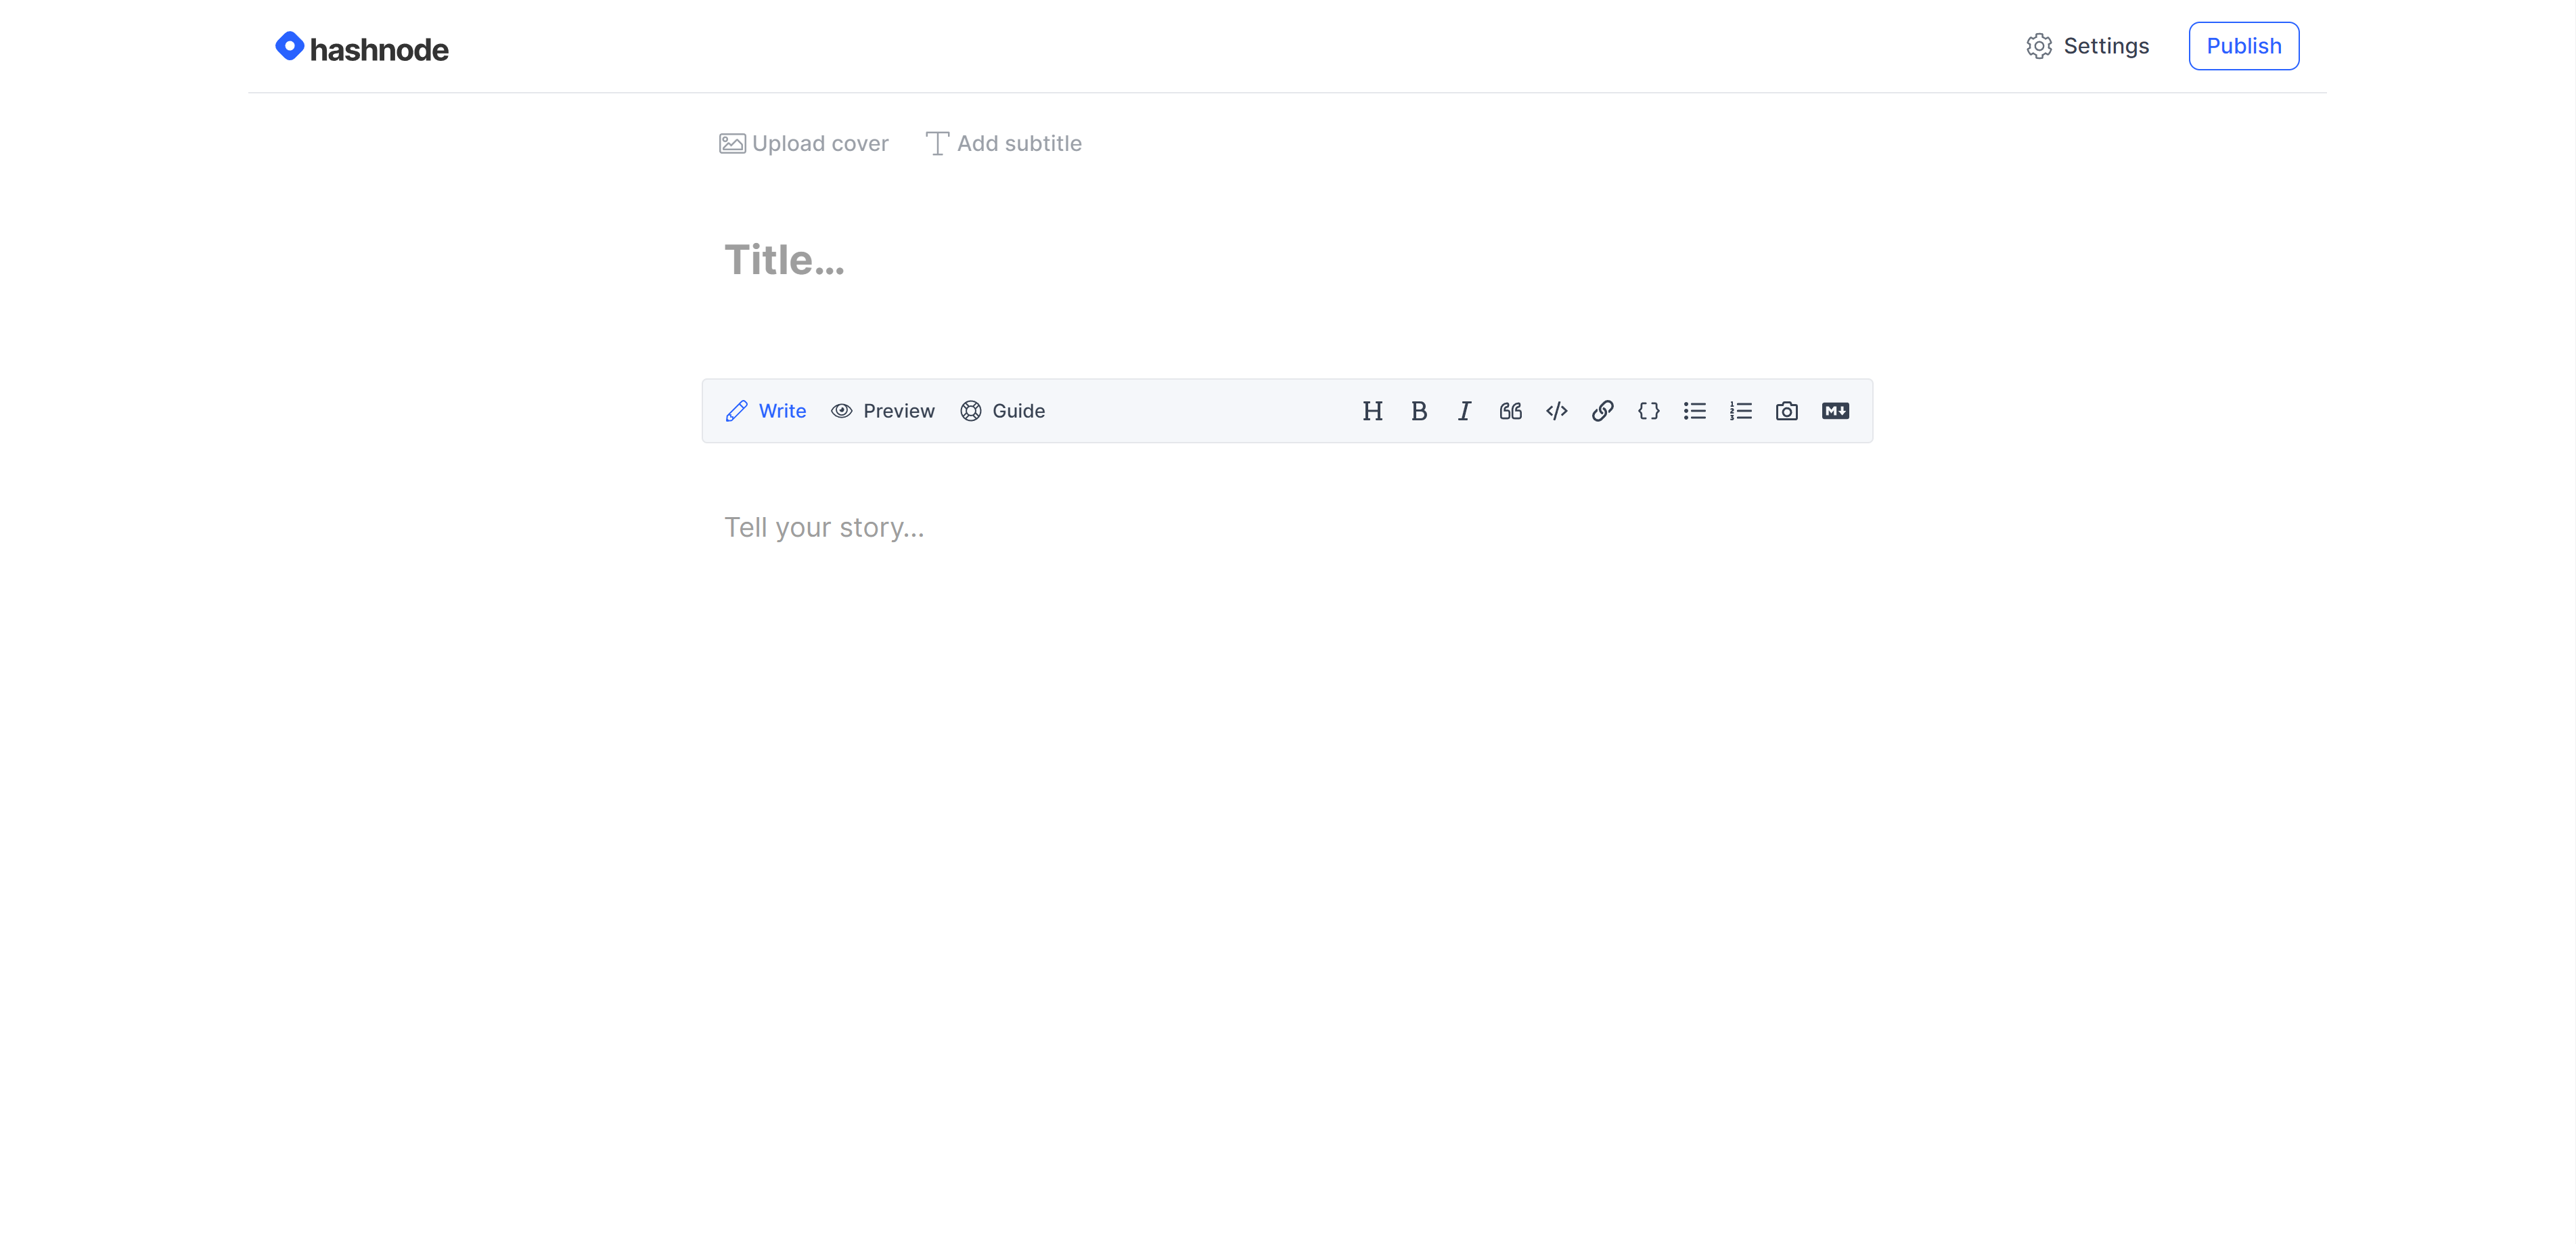 hashnode
Settings
Publish
Upload cover
Add subtitle
Title...
Write
Preview
Guide
H B I
M↓
Tell your story...